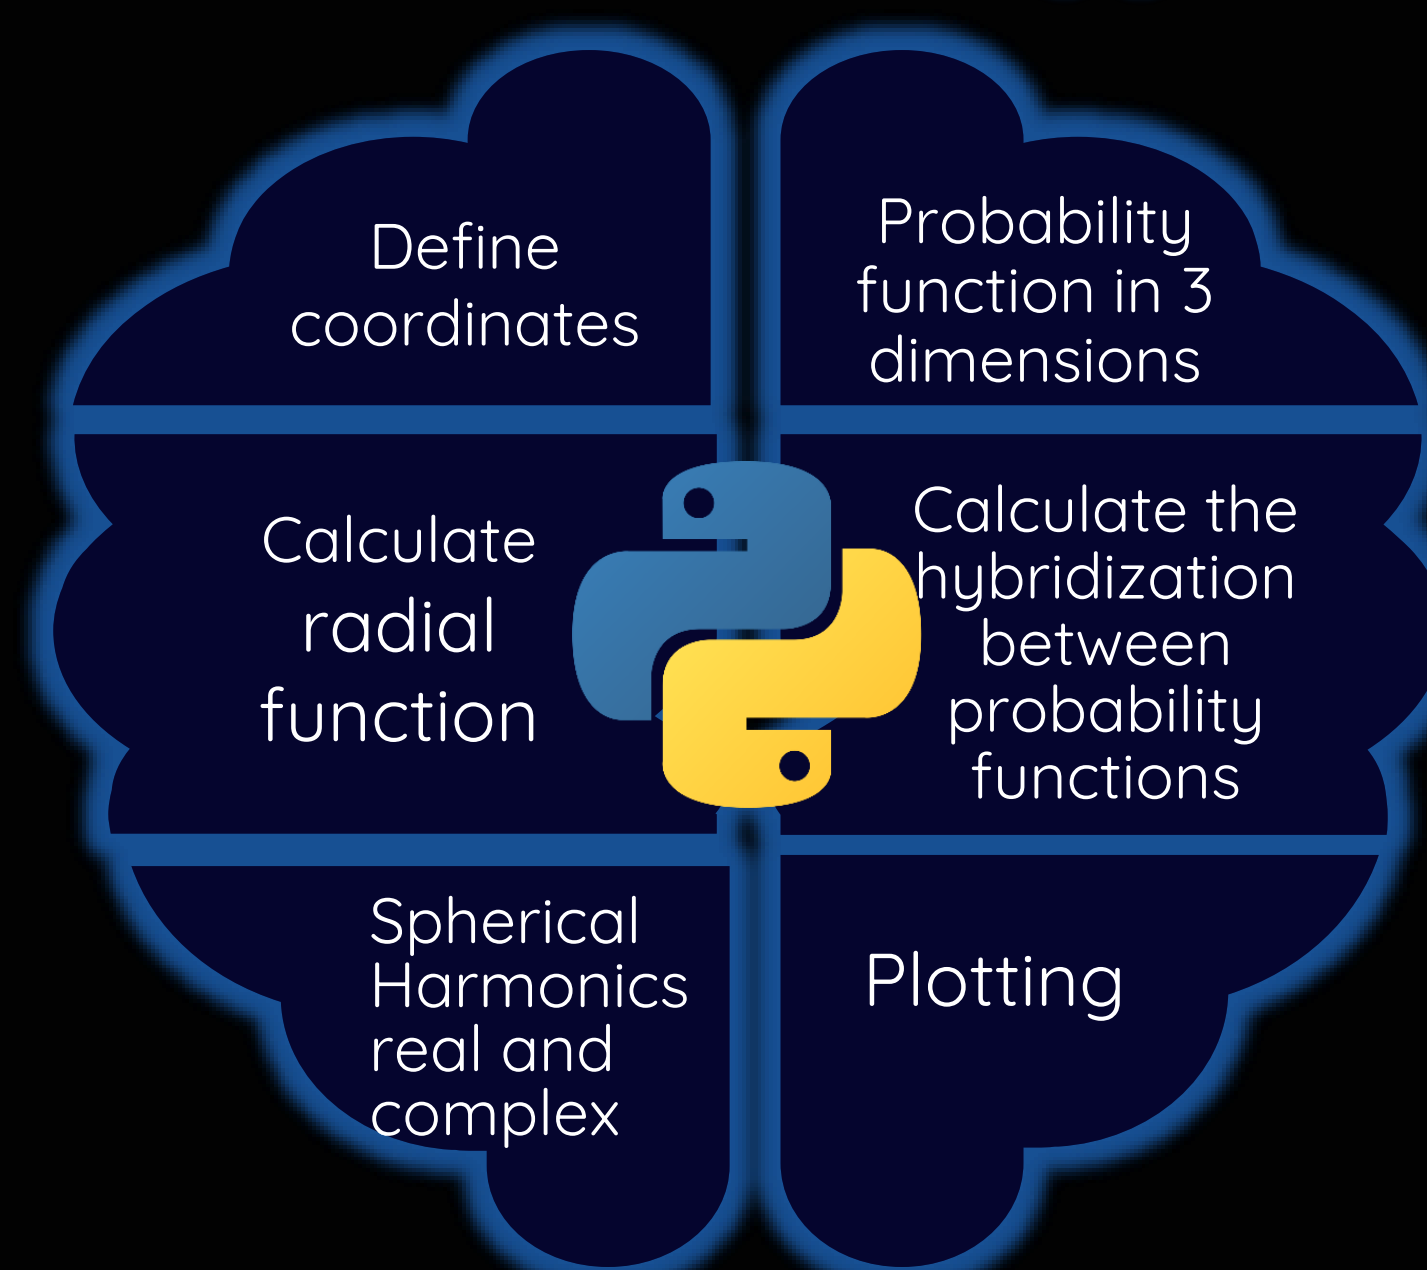 Define
coordinates
Calculate
radial
function
Spherical
Harmonics
real and
complex
Probability
function in 3
dimensions
Calculate the
hybridization
between
probability
functions
Plotting